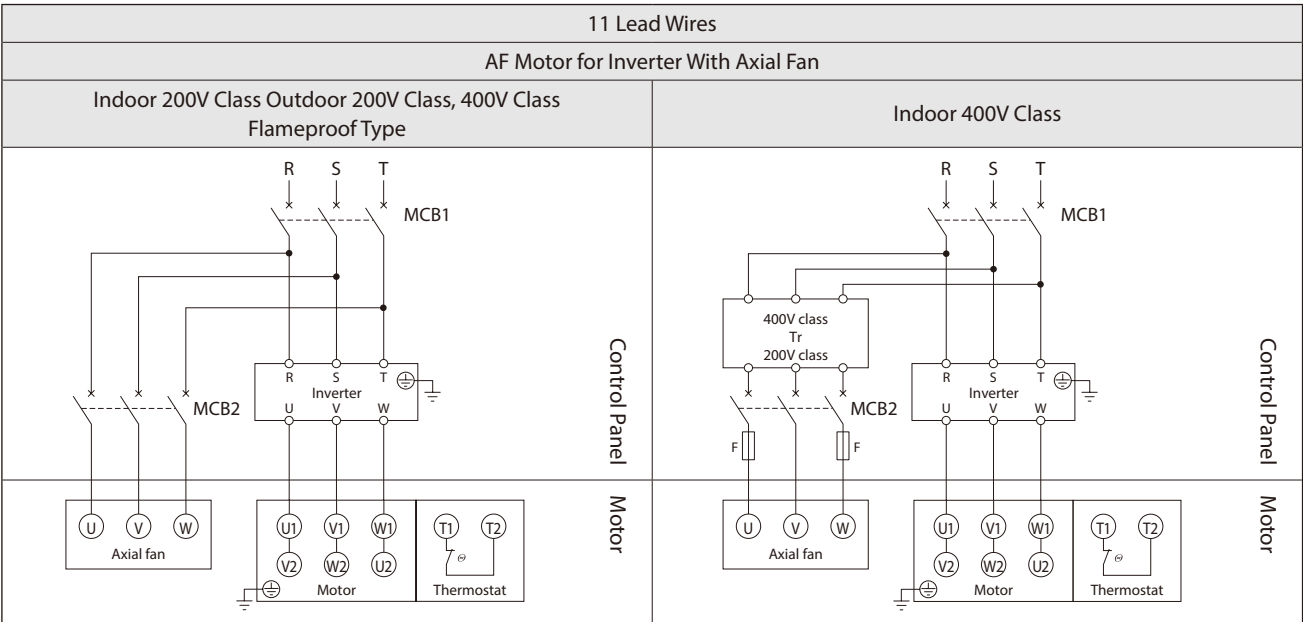 11 Lead Wires
AF Motor for Inverter With Axial Fan
Indoor 200V Class Outdoor 200V Class, 400V Class
Flameproof Type
R S T
MCB1
R S T
Inverter
U V W
MCB2
Control Panel
U V W
Axial fan
U1 V1 W1
V2 W2 U2
Motor
T1 T2
Θ
Thermostat
Motor
Indoor 400V Class
R S T
MCB1
400V class
Tr
200V class
R S T
Inverter
U V W
MCB2
F F
Control Panel
U V W
Axial fan
U1 V1 W1
V2 W2 U2
Motor
T1 T2
Θ
Thermostat
Motor